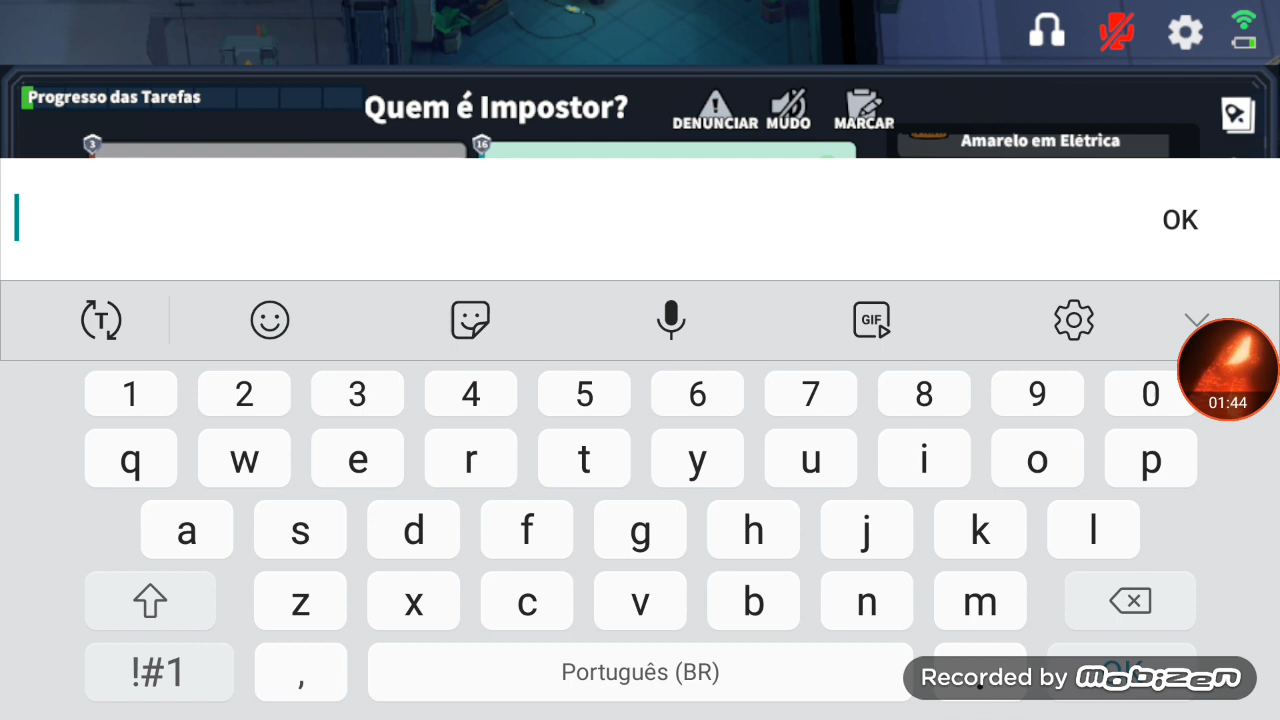 Progresso das Tarefas
Quem é Impostor?
DENUNCIAR MUDO MARCAR
3
16
Amarelo em Elétrica
OK
T
GIF
01:44
1 2 3 4 5 6 7 8 9 0
q w e r t y u i o p
a s d f g h j k l
z x c v b n m
!#1 , Português (BR) . OK
Recorded by mobizen